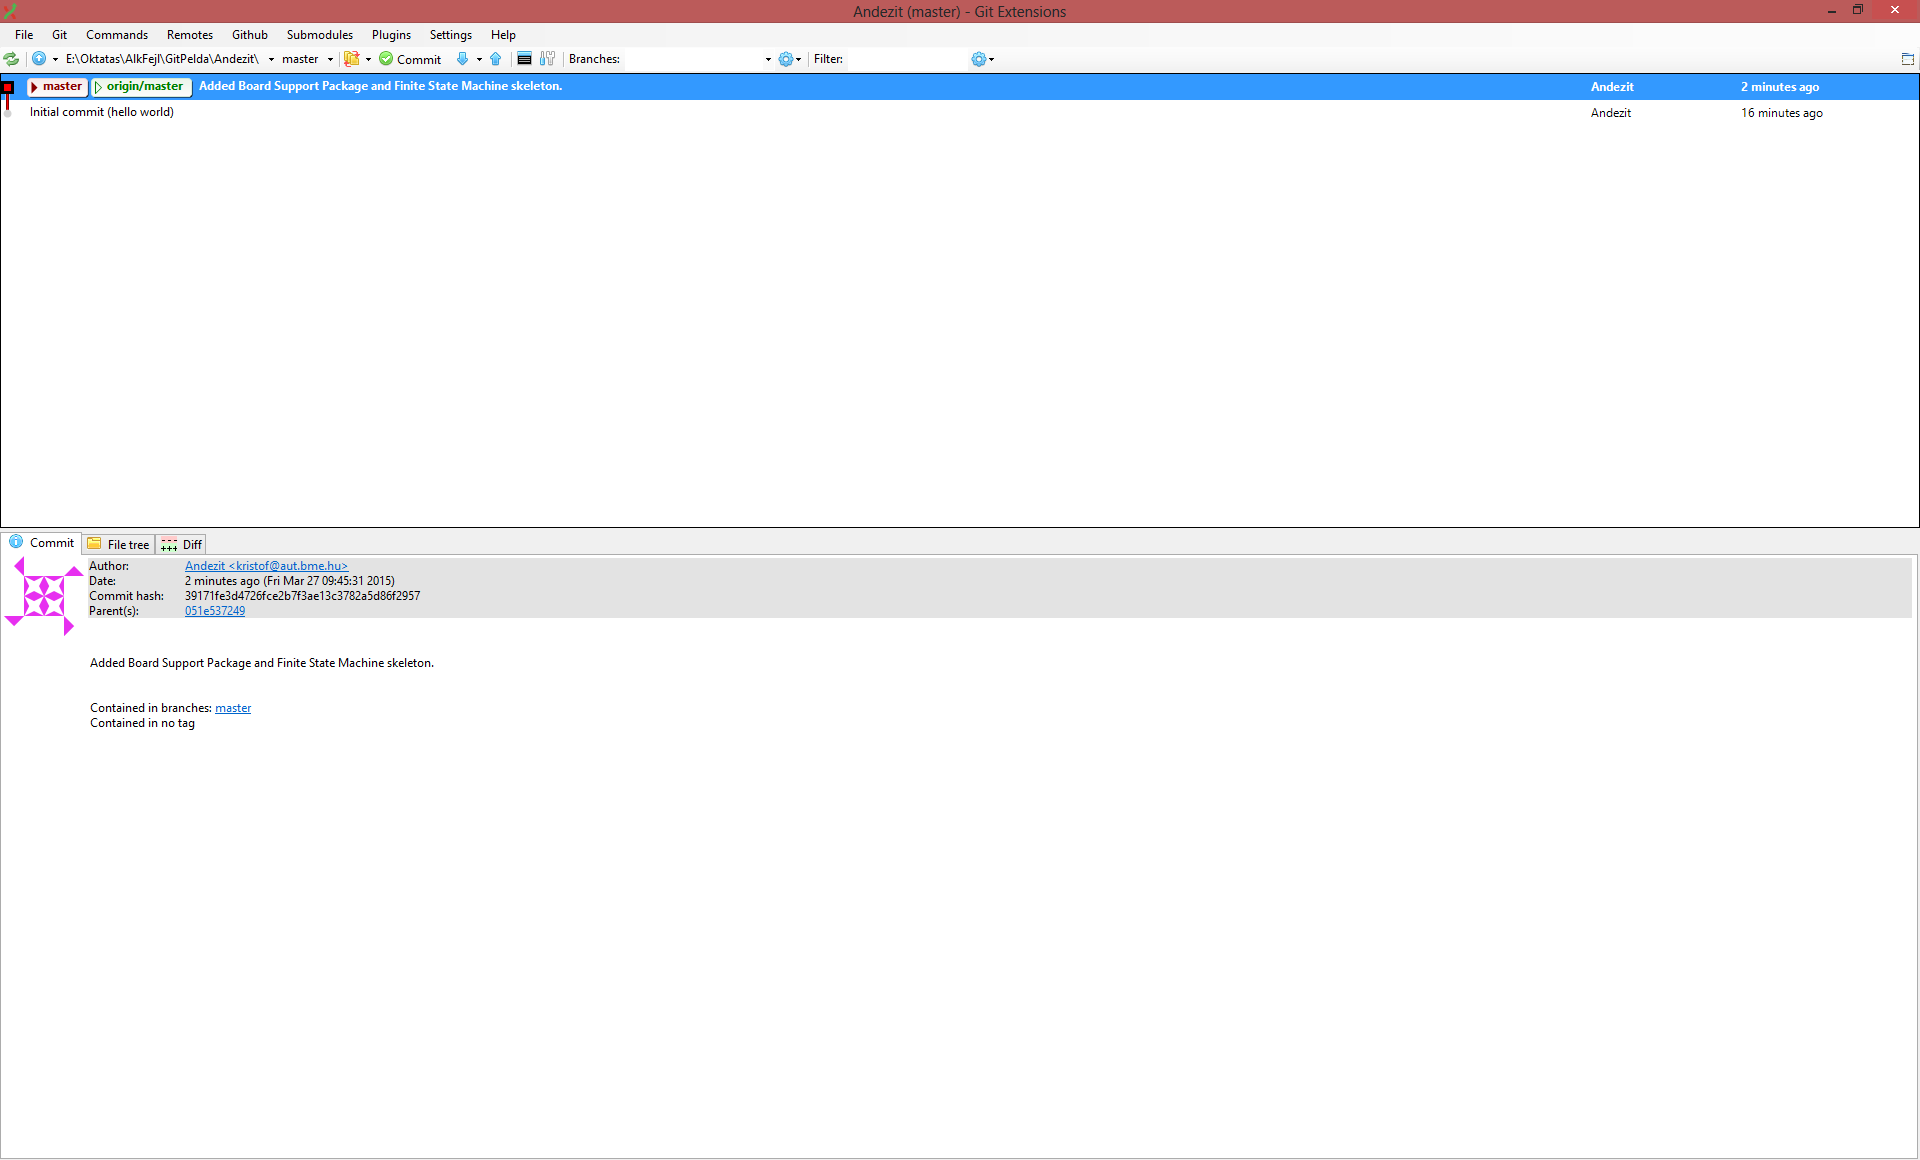 Andezit (master) - Git Extensions
File Git Commands Remotes Github Submodules Plugins Settings Help
E:\Oktatas\AlkFejl\GitPelda\Andezit\ master Commit Branches: Filter:
master origin/master Added Board Support Package and Finite State Machine skeleton. Andezit 2 minutes ago
Initial commit (hello world) Andezit 16 minutes ago
Commit File tree Diff
Author: Andezit <kristof@aut.bme.hu>
Date: 2 minutes ago (Fri Mar 27 09:45:31 2015)
Commit hash: 39171fe3d4726fce2b7f3ae13c3782a5d86f2957
Parent(s): 051e537249
Added Board Support Package and Finite State Machine skeleton.
Contained in branches: master
Contained in no tag